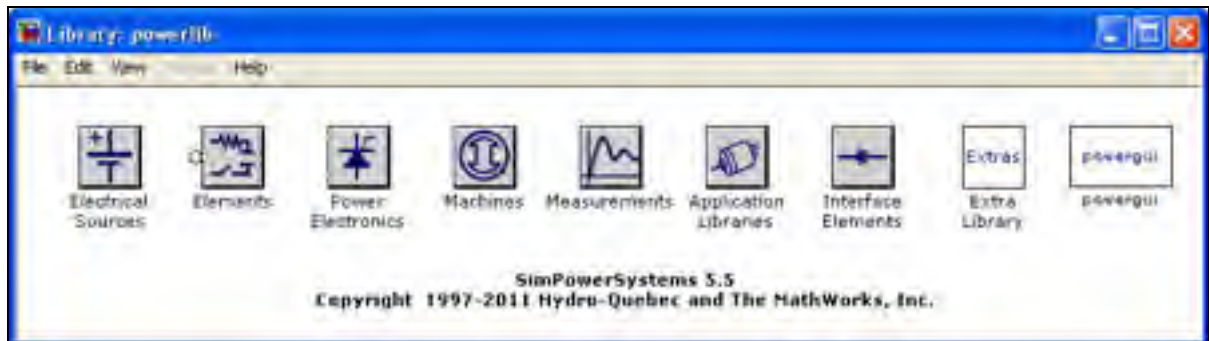 Library: powerlib
File Edit View Help
Electrical Sources
Elements
Power Electronics
Machines
Measurements
Application Libraries
Interface Elements
Extras
Extra Library
powergui
powergui
SimPowerSystems 5.5
Copyright 1997-2011 Hydro-Quebec and The MathWorks, Inc.